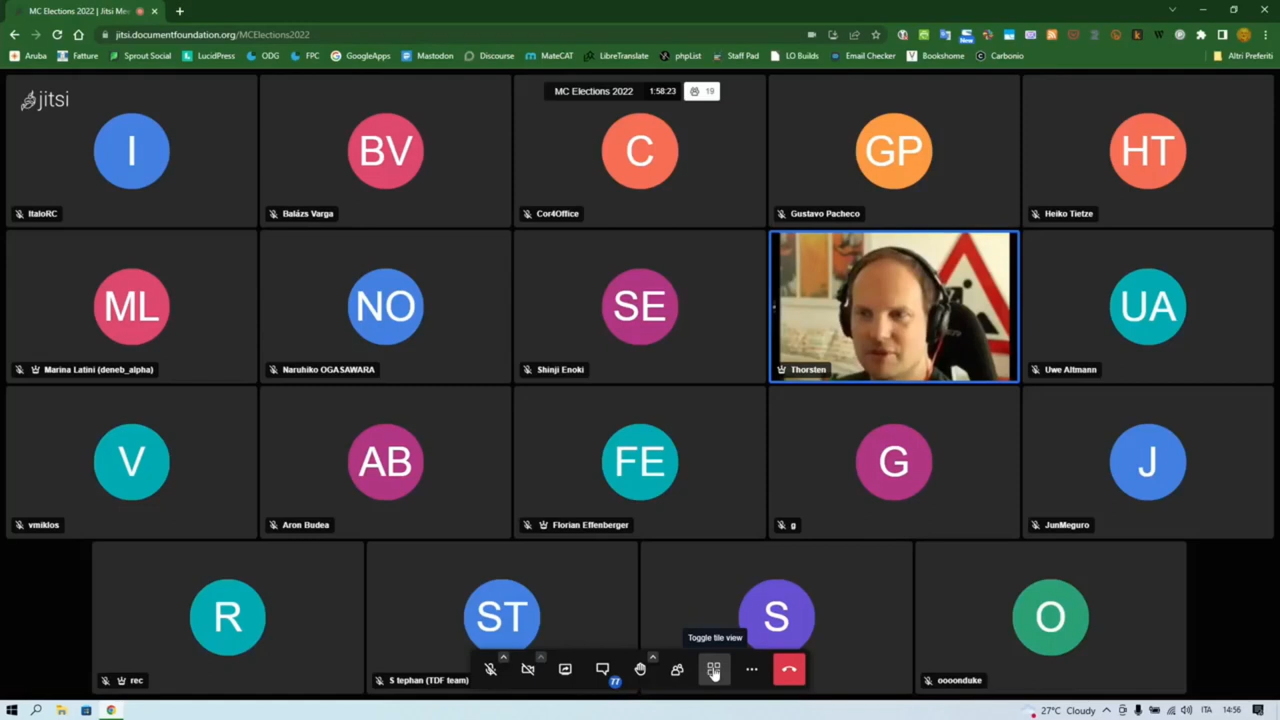 MC Elections 2022 | Jitsi Me
jitsi.documentfoundation.org/MCElections2022
Aruba Fatture Sprout Social LucidPress ODG FPC GoogleApps Mastodon Discourse MateCAT LibreTranslate phpList Staff Pad LO Builds Email Checker Bookshome Carbonio Altri Preferiti
jitsi
MC Elections 2022 1:58:23 19
I BV C GP HT
ItaloRC Balázs Varga Cor4Office Gustavo Pacheco Heiko Tietze
ML NO SE UA
Marina Latini (deneb_alpha) Naruhiko OGASAWARA Shinji Enoki Thorsten Uwe Altmann
V AB FE G J
vmiklos Aron Budea Florian Effenberger g JunMeguro
R ST S O
Toggle tile view
77
rec S tephan (TDF team) oooonduke
27°C Cloudy ITA 14:56